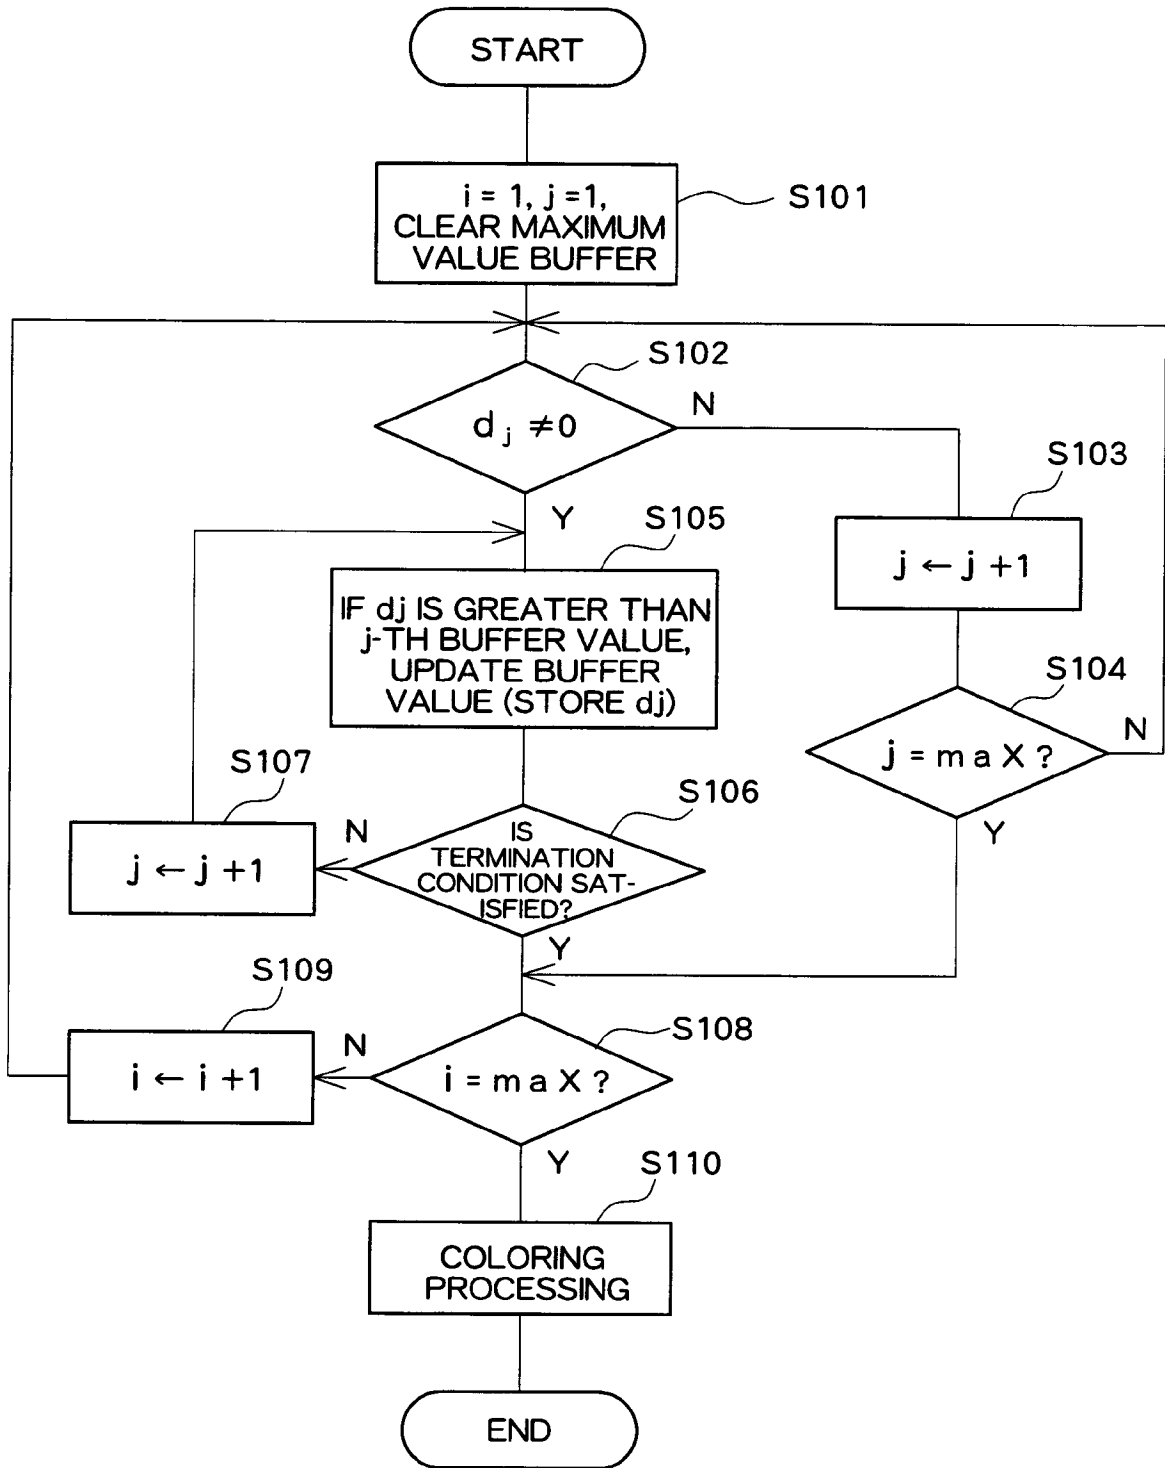 START
i = 1, j =1,
CLEAR MAXIMUM
VALUE BUFFER
S101
S102
d j ≠0
N
Y
S103
j ← j +1
S104
j = m a X ?
N
Y
S105
IF dj IS GREATER THAN
j-TH BUFFER VALUE,
UPDATE BUFFER
VALUE (STORE dj)
S106
IS
TERMINATION
CONDITION SAT-
ISFIED?
N
Y
S107
j ← j +1
S108
i = m a X ?
N
Y
S109
i ← i +1
S110
COLORING
PROCESSING
END